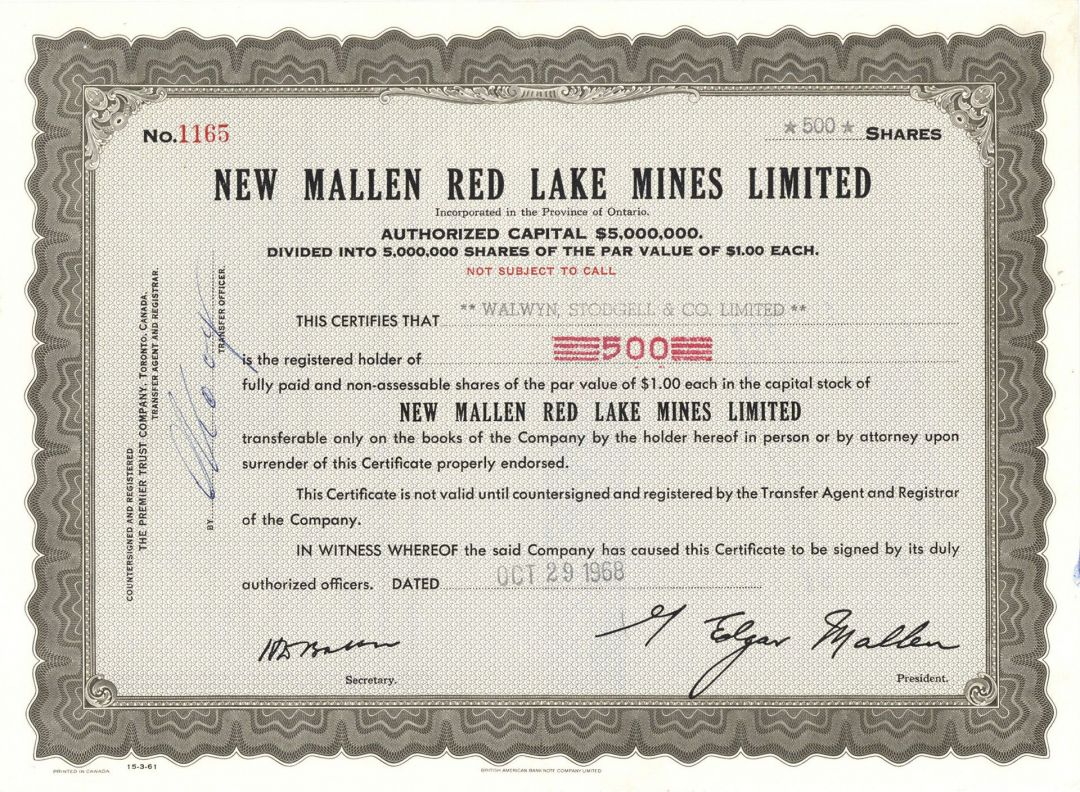 No. 1165
★ 500 ★ SHARES
NEW MALLEN RED LAKE MINES LIMITED
Incorporated in the Province of Ontario.
AUTHORIZED CAPITAL $5,000,000.
DIVIDED INTO 5,000,000 SHARES OF THE PAR VALUE OF $1.00 EACH.
NOT SUBJECT TO CALL
THIS CERTIFIES THAT ** WALWYN, STODGELL & CO. LIMITED **
is the registered holder of 500
fully paid and non-assessable shares of the par value of $1.00 each in the capital stock of
NEW MALLEN RED LAKE MINES LIMITED
transferable only on the books of the Company by the holder hereof in person or by attorney upon
surrender of this Certificate properly endorsed.
This Certificate is not valid until countersigned and registered by the Transfer Agent and Registrar
of the Company.
IN WITNESS WHEREOF the said Company has caused this Certificate to be signed by its duly
authorized officers. DATED OCT 29 1968
Edgar Mallen
Secretary.
President.
COUNTERSIGNED AND REGISTERED
THE PREMIER TRUST COMPANY, TORONTO, CANADA.
TRANSFER AGENT AND REGISTRAR.
BY
TRANSFER OFFICER.
PRINTED IN CANADA
15-3-61
BRITISH AMERICAN BANK NOTE COMPANY LIMITED